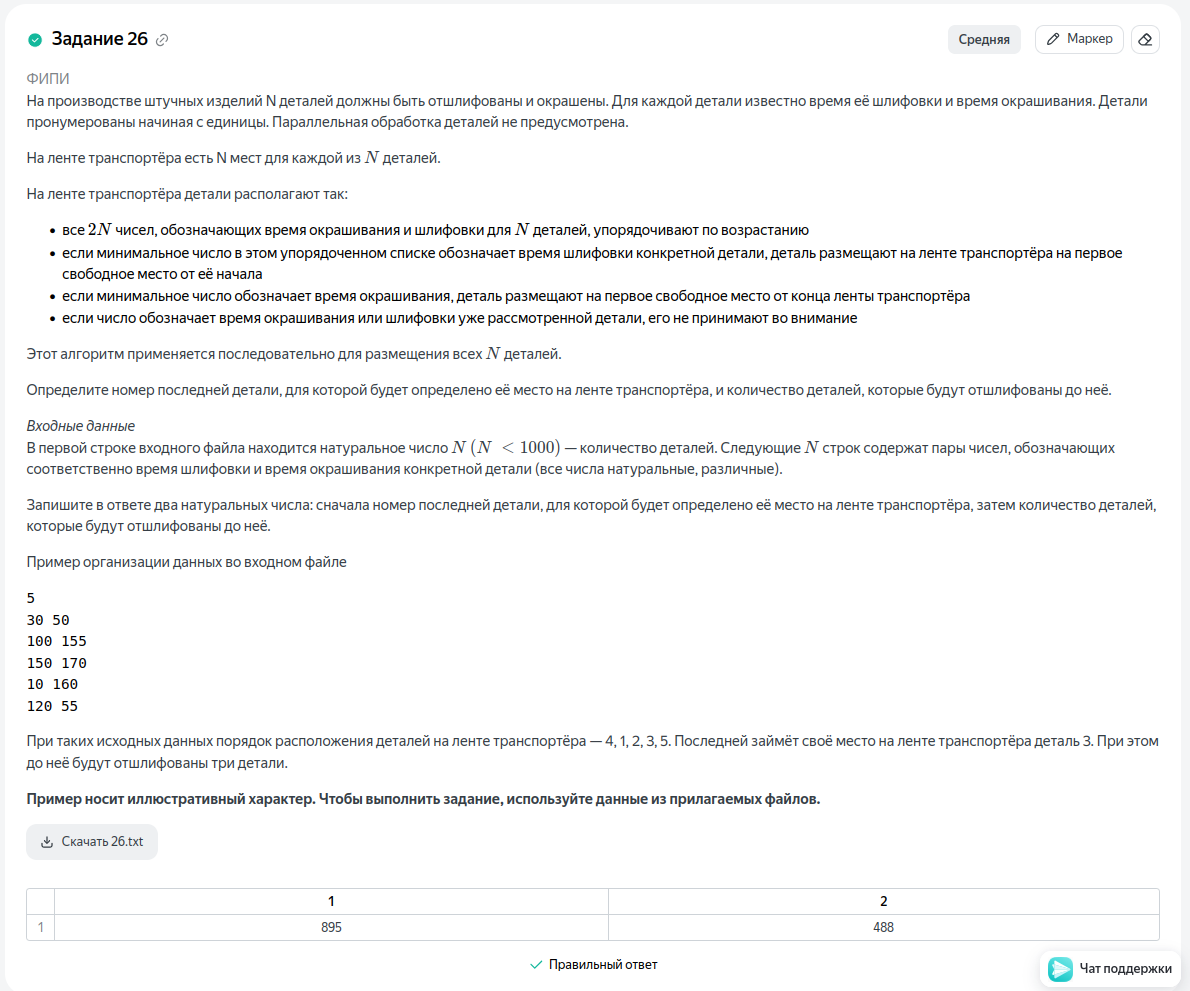 Задание 26
Средняя
Маркер
ФИПИ
На производстве штучных изделий N деталей должны быть отшлифованы и окрашены. Для каждой детали известно время её шлифовки и время окрашивания. Детали
пронумерованы начиная с единицы. Параллельная обработка деталей не предусмотрена.
На ленте транспортёра есть N мест для каждой из N деталей.
На ленте транспортёра детали располагают так:
• все 2N чисел, обозначающих время окрашивания и шлифовки для N деталей, упорядочивают по возрастанию
• если минимальное число в этом упорядоченном списке обозначает время шлифовки конкретной детали, деталь размещают на ленте транспортёра на первое
свободное место от её начала
• если минимальное число обозначает время окрашивания, деталь размещают на первое свободное место от конца ленты транспортёра
• если число обозначает время окрашивания или шлифовки уже рассмотренной детали, его не принимают во внимание
Этот алгоритм применяется последовательно для размещения всех N деталей.
Определите номер последней детали, для которой будет определено её место на ленте транспортёра, и количество деталей, которые будут отшлифованы до неё.
Входные данные
В первой строке входного файла находится натуральное число N (N < 1000) — количество деталей. Следующие N строк содержат пары чисел, обозначающих
соответственно время шлифовки и время окрашивания конкретной детали (все числа натуральные, различные).
Запишите в ответе два натуральных числа: сначала номер последней детали, для которой будет определено её место на ленте транспортёра, затем количество деталей,
которые будут отшлифованы до неё.
Пример организации данных во входном файле
5
30 50
100 155
150 170
10 160
120 55
При таких исходных данных порядок расположения деталей на ленте транспортёра — 4, 1, 2, 3, 5. Последней займёт своё место на ленте транспортёра деталь 3. При этом
до неё будут отшлифованы три детали.
Пример носит иллюстративный характер. Чтобы выполнить задание, используйте данные из прилагаемых файлов.
Скачать 26.txt
1 2
1 895 488
Правильный ответ
Чат поддержки